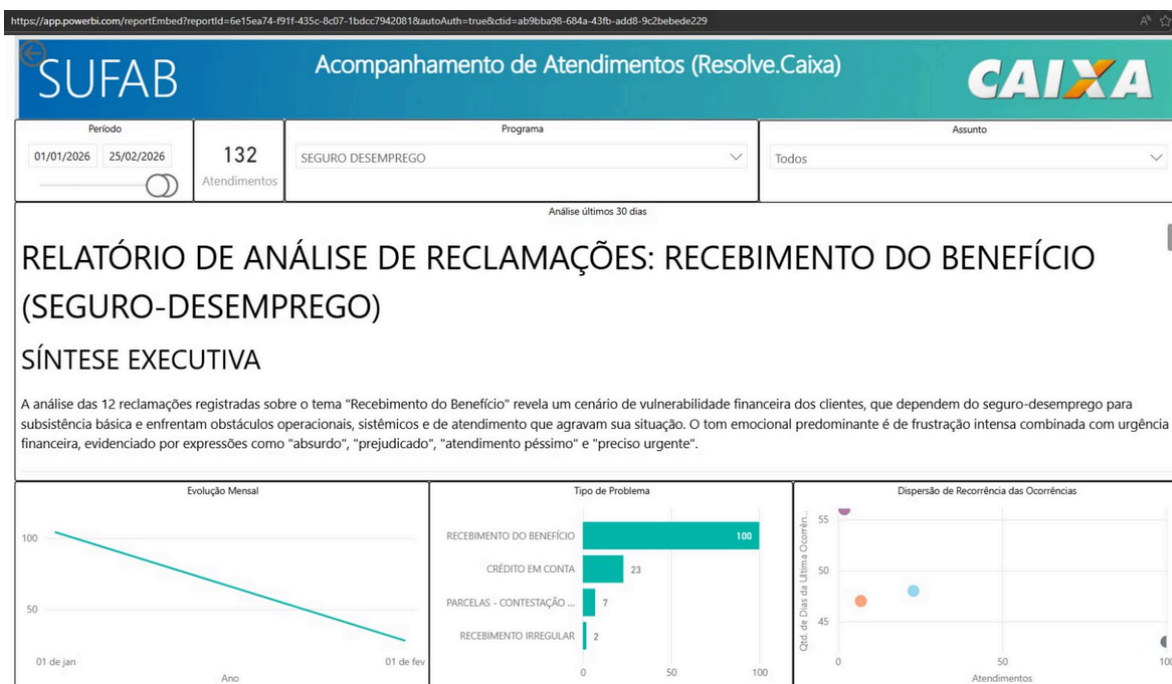 https://app.powerbi.com/reportEmbed?reportId=6e15ea74-f91f-435c-8c07-1bdcc7942081&autoAuth=true&ctid=ab9bba98-684a-43fb-add8-9c2bebede229
SUFAB
Acompanhamento de Atendimentos (Resolve.Caixa)
CAIXA
Período
01/01/2026 25/02/2026
132
Atendimentos
Programa
SEGURO DESEMPREGO
Assunto
Todos
Análise últimos 30 dias
RELATÓRIO DE ANÁLISE DE RECLAMAÇÕES: RECEBIMENTO DO BENEFÍCIO
(SEGURO-DESEMPREGO)
SÍNTESE EXECUTIVA
A análise das 12 reclamações registradas sobre o tema "Recebimento do Benefício" revela um cenário de vulnerabilidade financeira dos clientes, que dependem do seguro-desemprego para
subsistência básica e enfrentam obstáculos operacionais, sistêmicos e de atendimento que agravam sua situação. O tom emocional predominante é de frustração intensa combinada com urgência
financeira, evidenciado por expressões como "absurdo", "prejudicado", "atendimento péssimo" e "preciso urgente".
Evolução Mensal
100
50
01 de jan
01 de fev
Ano
Tipo de Problema
RECEBIMENTO DO BENEFÍCIO 100
CRÉDITO EM CONTA 23
PARCELAS - CONTESTAÇÃO ... 7
RECEBIMENTO IRREGULAR 2
0 50 100
Dispersão de Recorrência das Ocorrências
Qtd. de Dias da Ultima Ocorrên...
55
50
45
0 50 100
Atendimentos